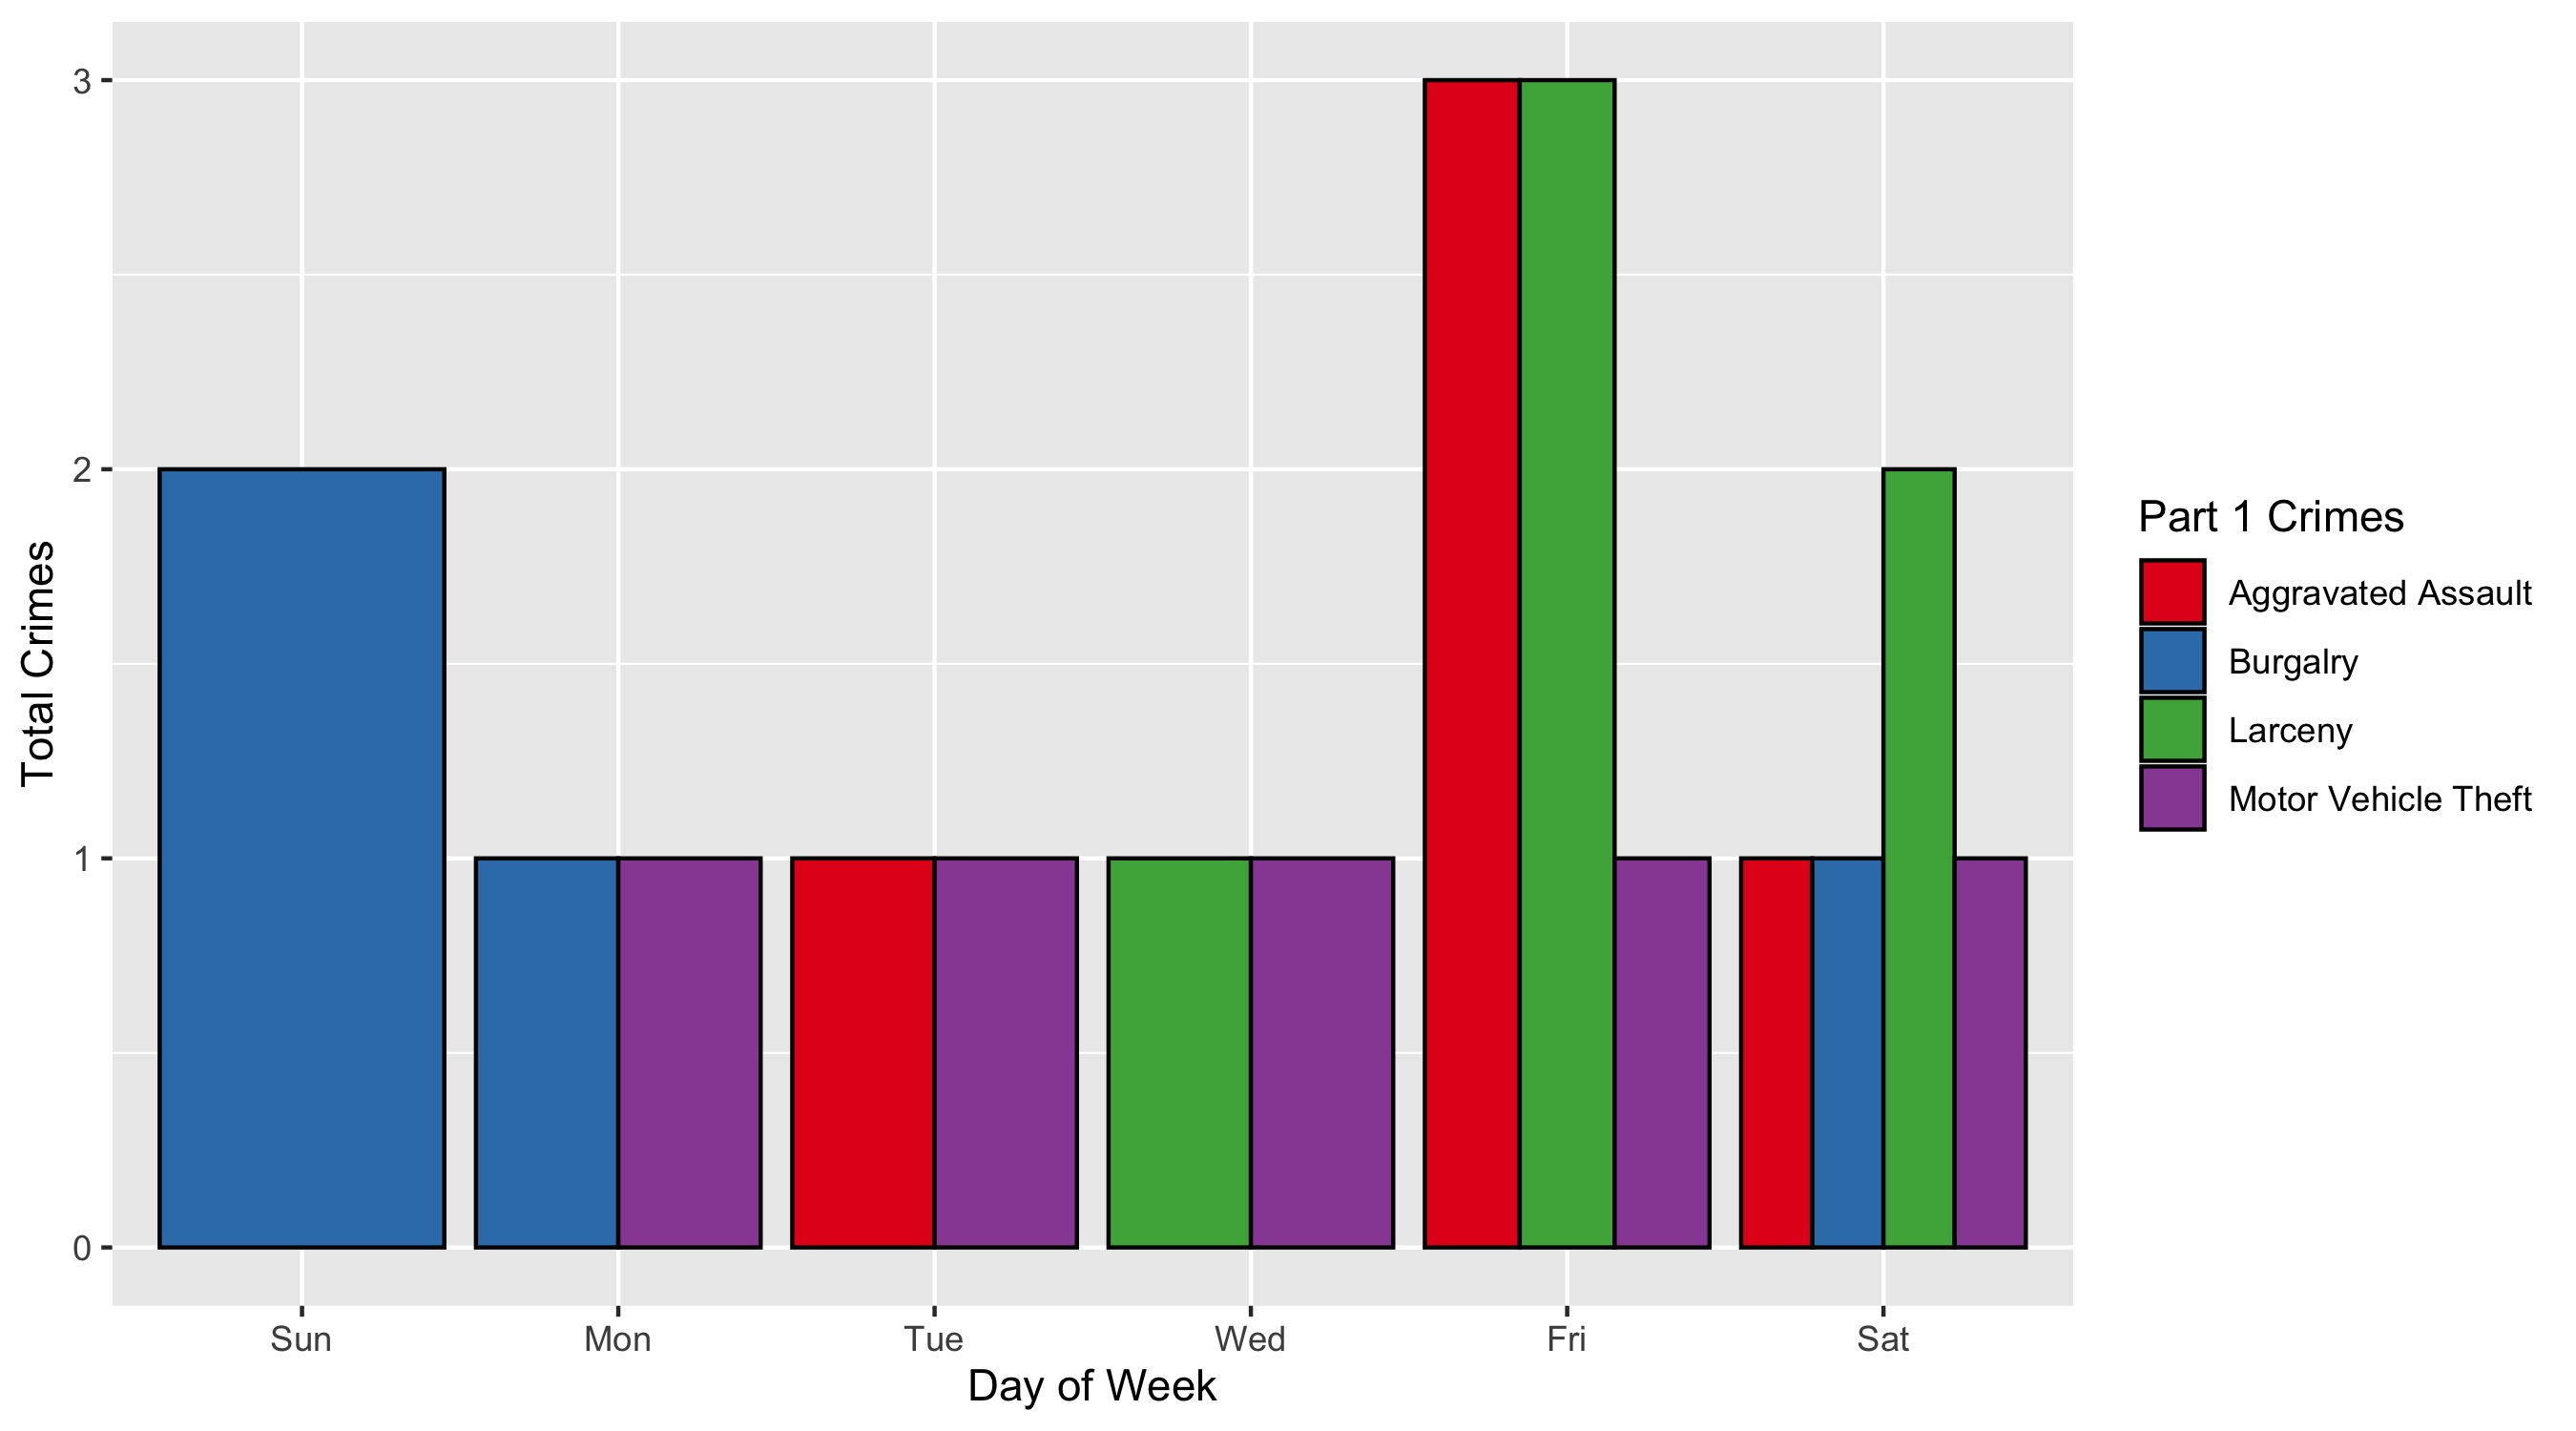 3
2
1
0
Total Crimes
Sun Mon Tue Wed Fri Sat
Day of Week
Part 1 Crimes
Aggravated Assault
Burgalry
Larceny
Motor Vehicle Theft